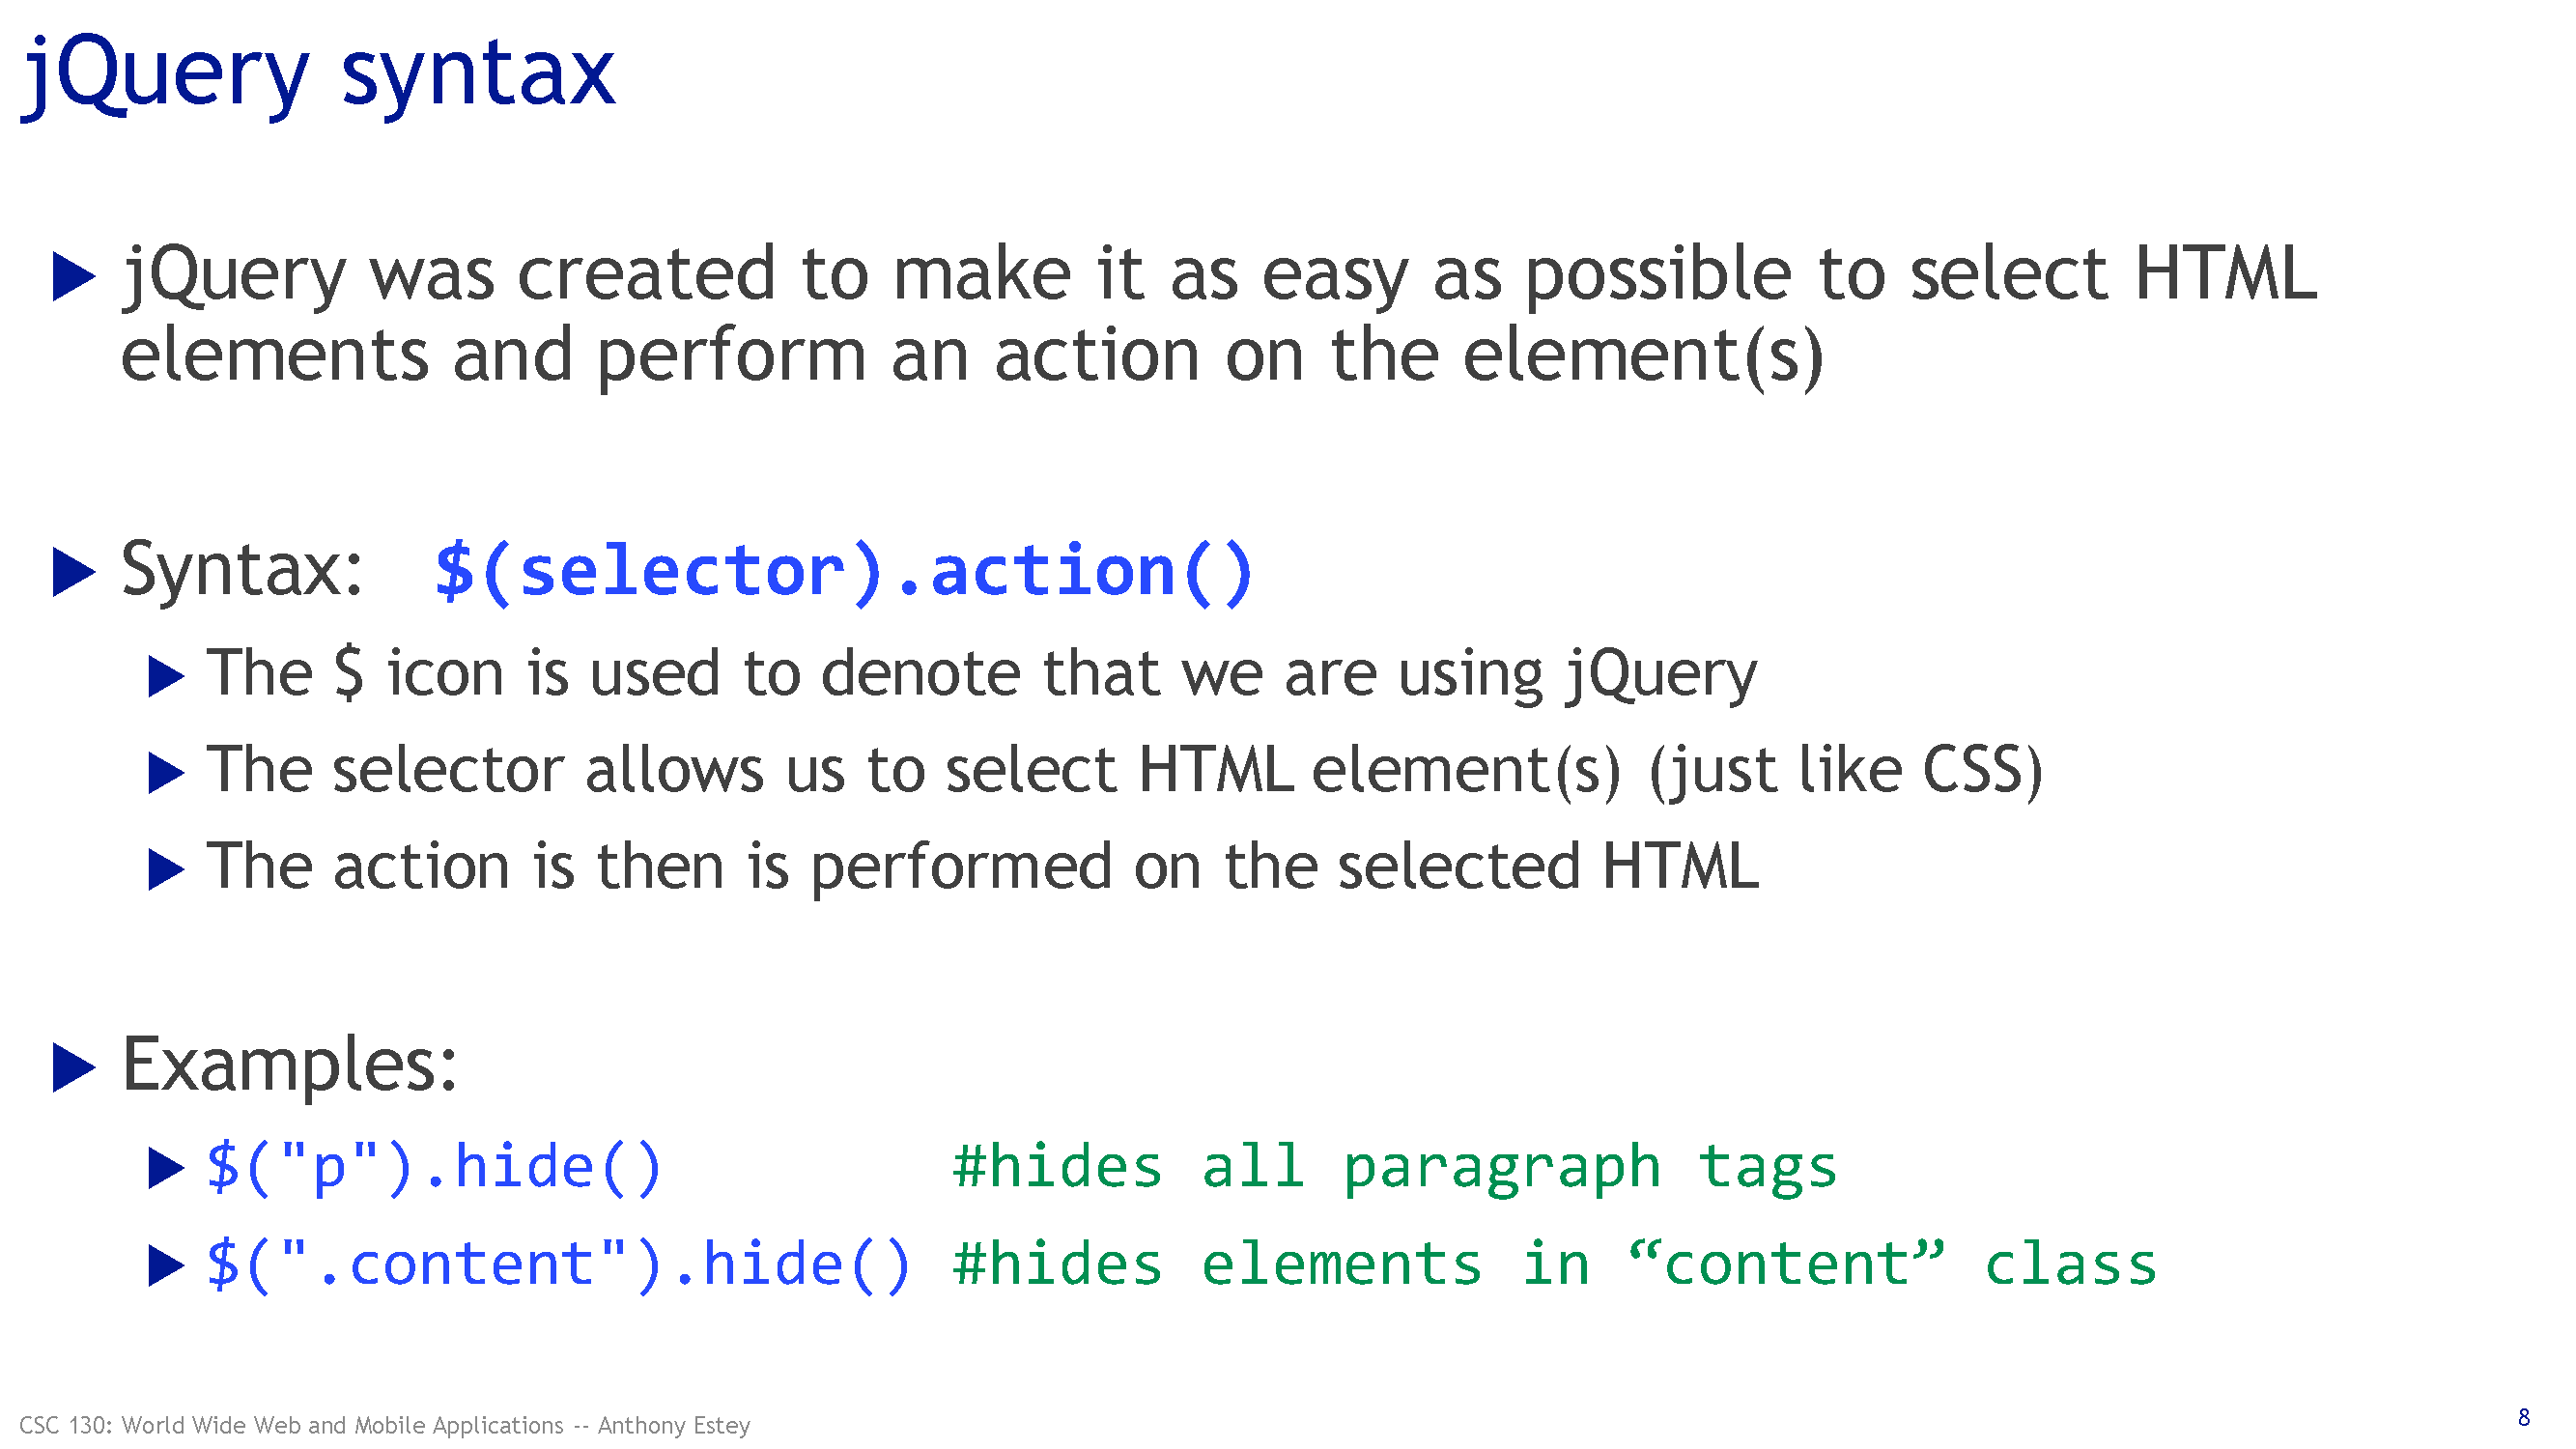 jQuery syntax
jQuery was created to make it as easy as possible to select HTML
elements and perform an action on the element(s)
Syntax: $(selector).action()
The $ icon is used to denote that we are using jQuery
The selector allows us to select HTML element(s) (just like CSS)
The action is then is performed on the selected HTML
Examples:
$("p").hide() #hides all paragraph tags
$(".content").hide() #hides elements in “content” class
CSC 130: World Wide Web and Mobile Applications -- Anthony Estey
8